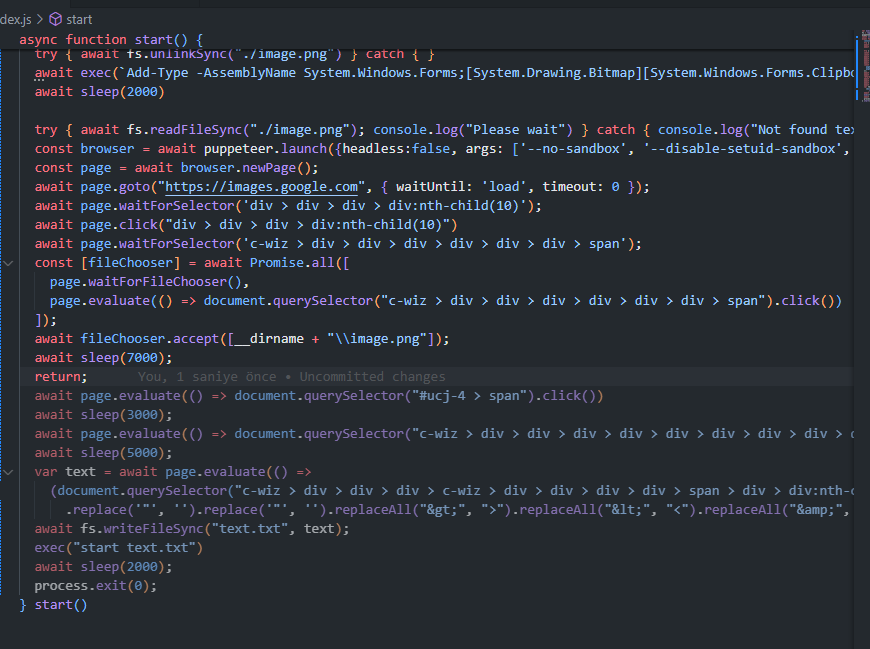 dex.js > start
async function start() {
try { await fs.unlinkSync("./image.png") } catch { }
await exec(`Add-Type -AssemblyName System.Windows.Forms;[System.Drawing.Bitmap][System.Windows.Forms.Clipbo
await sleep(2000)
try { await fs.readFileSync("./image.png"); console.log("Please wait") } catch { console.log("Not found tex
const browser = await puppeteer.launch({headless:false, args: ['--no-sandbox', '--disable-setuid-sandbox',
const page = await browser.newPage();
await page.goto("https://images.google.com", { waitUntil: 'load', timeout: 0 });
await page.waitForSelector('div > div > div > div:nth-child(10)');
await page.click("div > div > div > div:nth-child(10)")
await page.waitForSelector('c-wiz > div > div > div > div > div > div > span');
const [fileChooser] = await Promise.all([
page.waitForFileChooser(),
page.evaluate(() => document.querySelector("c-wiz > div > div > div > div > div > div > span").click())
]);
await fileChooser.accept([__dirname + "\\image.png"]);
await sleep(7000);
return; You, 1 saniye önce • Uncommitted changes
await page.evaluate(() => document.querySelector("#ucj-4 > span").click())
await sleep(3000);
await page.evaluate(() => document.querySelector("c-wiz > div > div > div > div > div > div > div > div > d
await sleep(5000);
var text = await page.evaluate(() =>
(document.querySelector("c-wiz > div > div > div > c-wiz > div > div > div > div > span > div > div:nth-c
.replace('"', '').replace('"', '').replaceAll("&gt;", ">").replaceAll("&lt;", "<").replaceAll("&amp;",
await fs.writeFileSync("text.txt", text);
exec("start text.txt")
await sleep(2000);
process.exit(0);
} start()